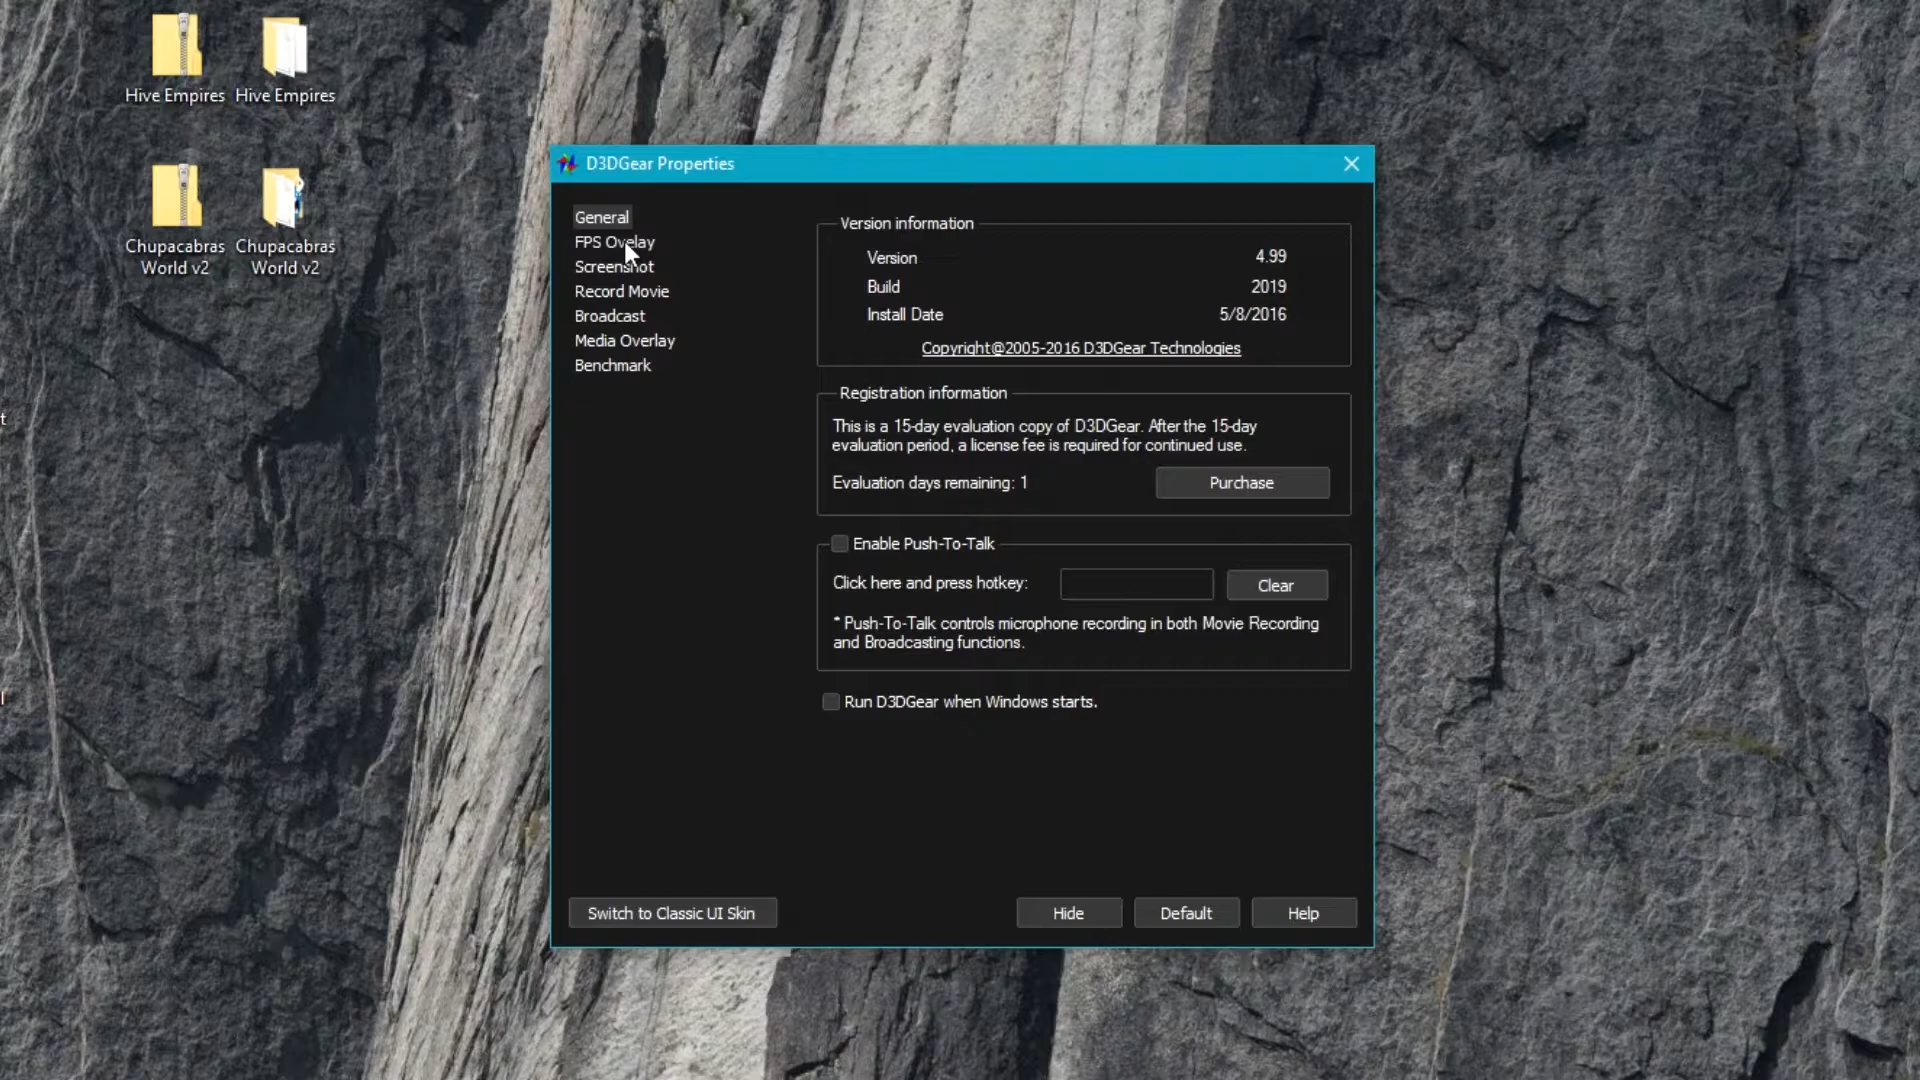 Hive Empires
Hive Empires
Chupacabras
World v2
Chupacabras
World v2
t
l
D3DGear Properties
General
FPS Ovelay
Screenshot
Record Movie
Broadcast
Media Overlay
Benchmark
Version information
Version 4.99
Build 2019
Install Date 5/8/2016
Copyright@2005-2016 D3DGear Technologies
Registration information
This is a 15-day evaluation copy of D3DGear. After the 15-day
evaluation period, a license fee is required for continued use.
Evaluation days remaining: 1
Purchase
Enable Push-To-Talk
Click here and press hotkey:
Clear
* Push-To-Talk controls microphone recording in both Movie Recording
and Broadcasting functions.
Run D3DGear when Windows starts.
Switch to Classic UI Skin
Hide
Default
Help